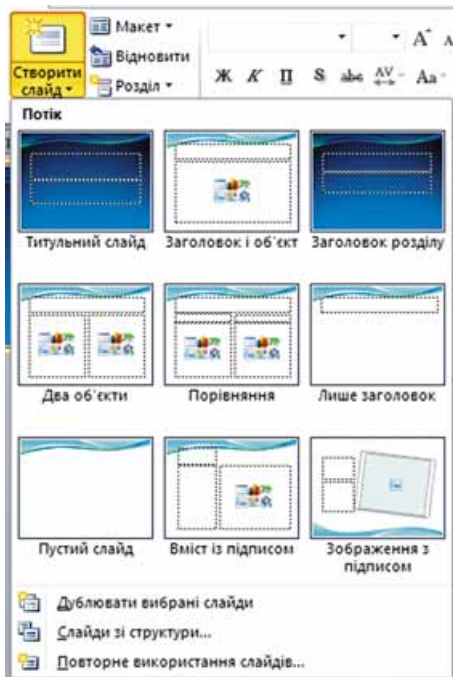 Створити слайд
Макет
Відновити
Розділ
А А
Ж К П S abc AV Aa
Потік
Титульний слайд
Заголовок і об'єкт
Заголовок розділу
Два об'єкти
Порівняння
Лише заголовок
Пустий слайд
Вміст із підписом
Зображення з підписом
Дублювати вибрані слайди
Слайди зі структури...
Повторне використання слайдів...